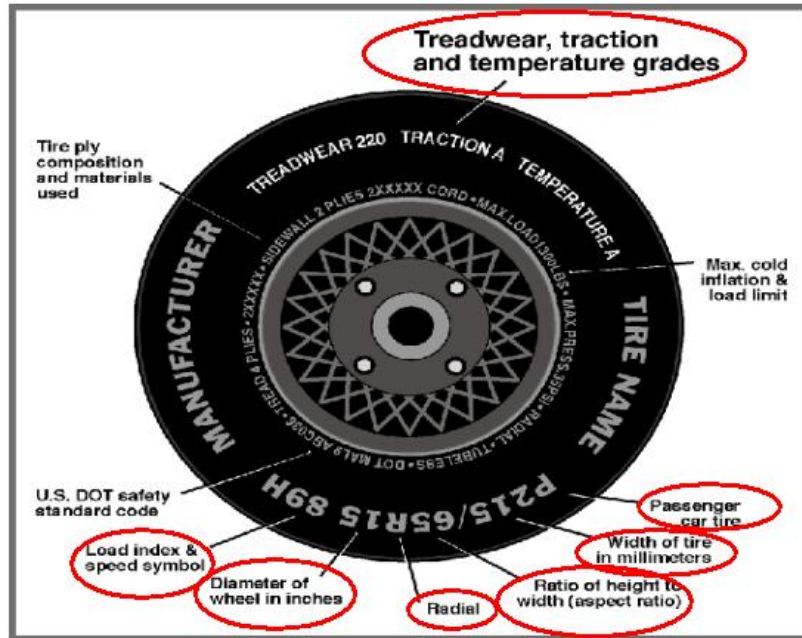 Treadwear, traction
and temperature grades
Tire ply
composition
and materials
used
TREADWEAR 220 TRACTION A TEMPERATURE A
SIDEWALL 2 PLIES 2XXXXX CORD • MAX.LOAD 1300LBS • MAX.PRESS.35PSI • RADIAL • TUBELESS • DOT MAL9 ABC036 • TREAD 4 PLIES • 2XXXXX •
Max. cold
inflation &
load limit
MANUFACTURER
TIRE NAME
U.S. DOT safety
standard code
P215/65R15 89H
Passenger
car tire
Load index &
speed symbol
Width of tire
in millimeters
Diameter of
wheel in inches
Radial
Ratio of height to
width (aspect ratio)